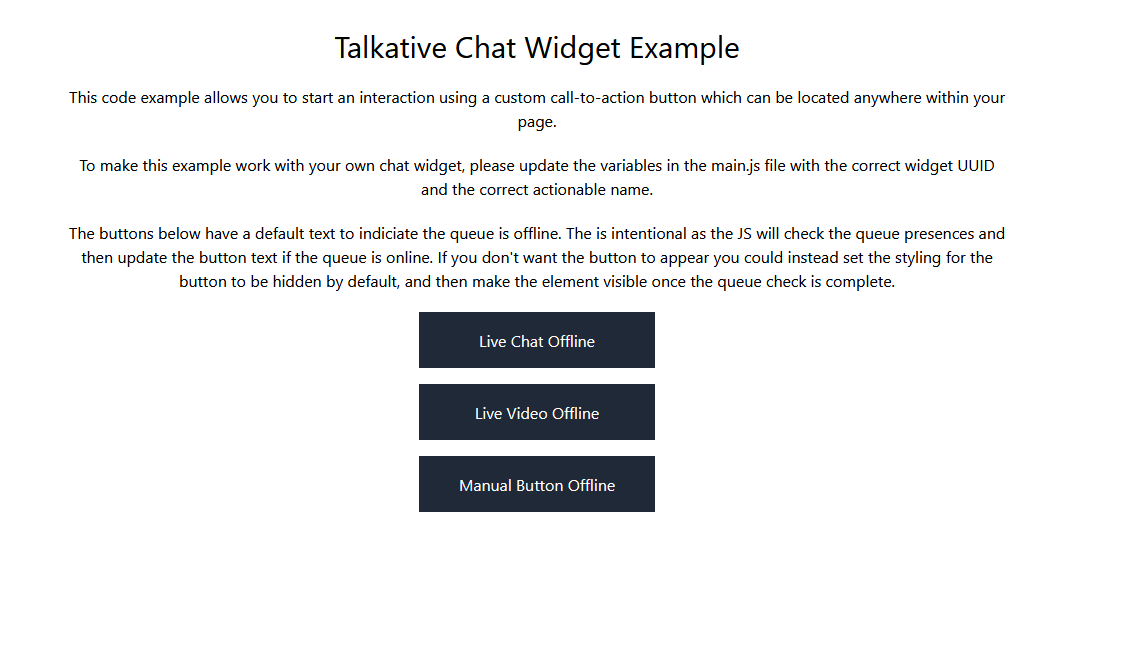 Talkative Chat Widget Example
This code example allows you to start an interaction using a custom call-to-action button which can be located anywhere within your
page.
To make this example work with your own chat widget, please update the variables in the main.js file with the correct widget UUID
and the correct actionable name.
The buttons below have a default text to indiciate the queue is offline. The is intentional as the JS will check the queue presences and
then update the button text if the queue is online. If you don't want the button to appear you could instead set the styling for the
button to be hidden by default, and then make the element visible once the queue check is complete.
Live Chat Offline
Live Video Offline
Manual Button Offline